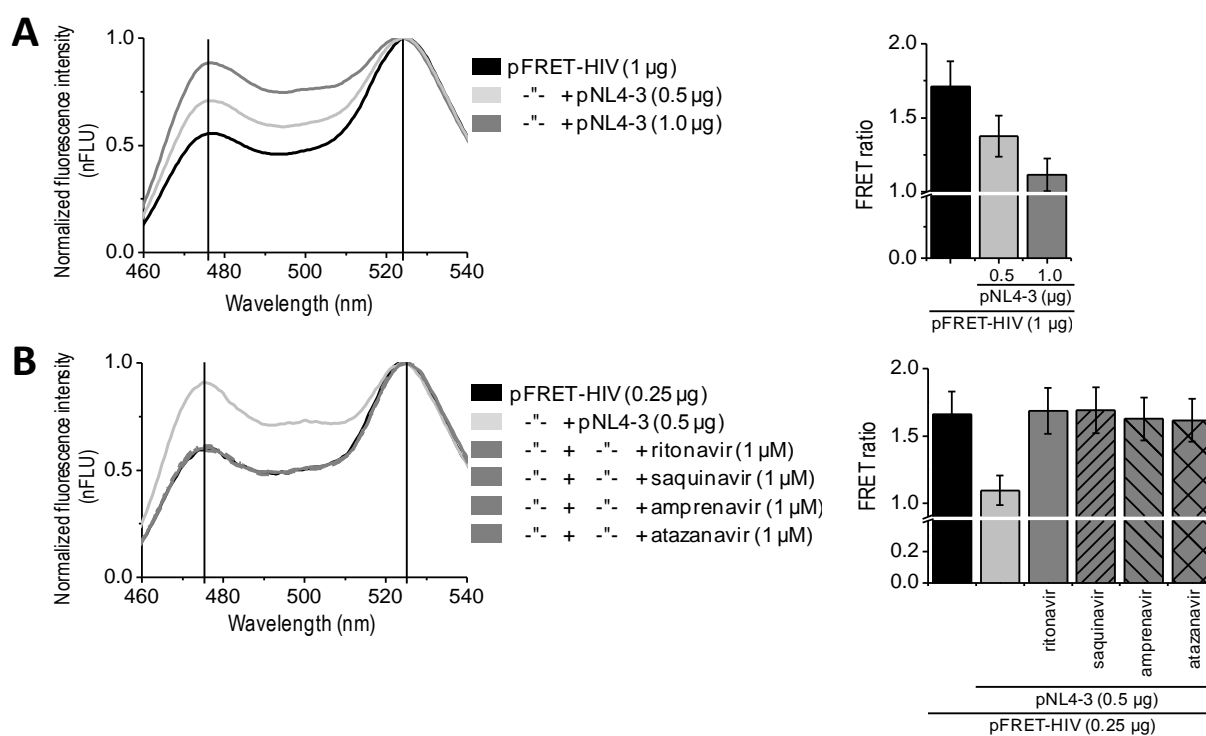 A
Normalized fluorescence intensity
(nFLU)
1.0
0.5
0.0
460
480
500
520
540
Wavelength (nm)
pFRET-HIV (1 µg)
-"- + pNL4-3 (0.5 µg)
-"- + pNL4-3 (1.0 µg)
FRET ratio
2.0
1.5
1.0
0.0
0.5 1.0
pNL4-3 (µg)
pFRET-HIV (1 µg)
B
Normalized fluorescence intensity
(nFLU)
1.0
0.5
0.0
460
480
500
520
540
Wavelength (nm)
pFRET-HIV (0.25 µg)
-"- + pNL4-3 (0.5 µg)
-"- + -"- + ritonavir (1 µM)
-"- + -"- + saquinavir (1 µM)
-"- + -"- + amprenavir (1 µM)
-"- + -"- + atazanavir (1 µM)
FRET ratio
2.0
1.5
1.0
0.2
0.0
ritonavir
saquinavir
amprenavir
atazanavir
pNL4-3 (0.5 µg)
pFRET-HIV (0.25 µg)